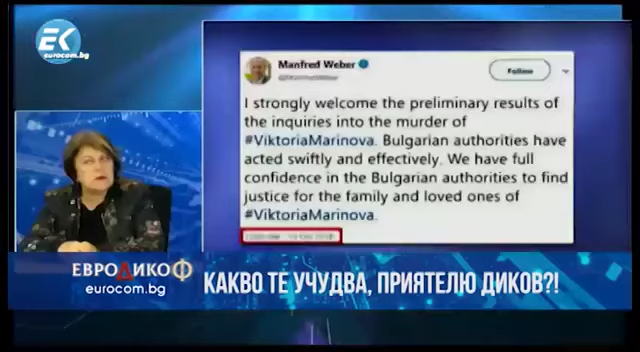 EK
eurocom.bg
Manfred Weber
Follow
I strongly welcome the preliminary results of
the inquiries into the murder of
#ViktoriaMarinova. Bulgarian authorities have
acted swiftly and effectively. We have full
confidence in the Bulgarian authorities to find
justice for the family and loved ones of
#ViktoriaMarinova.
ЕВРОДИКОФ
eurocom.bg
КАКВО ТЕ УЧУДВА, ПРИЯТЕЛЮ ДИКОВ?!